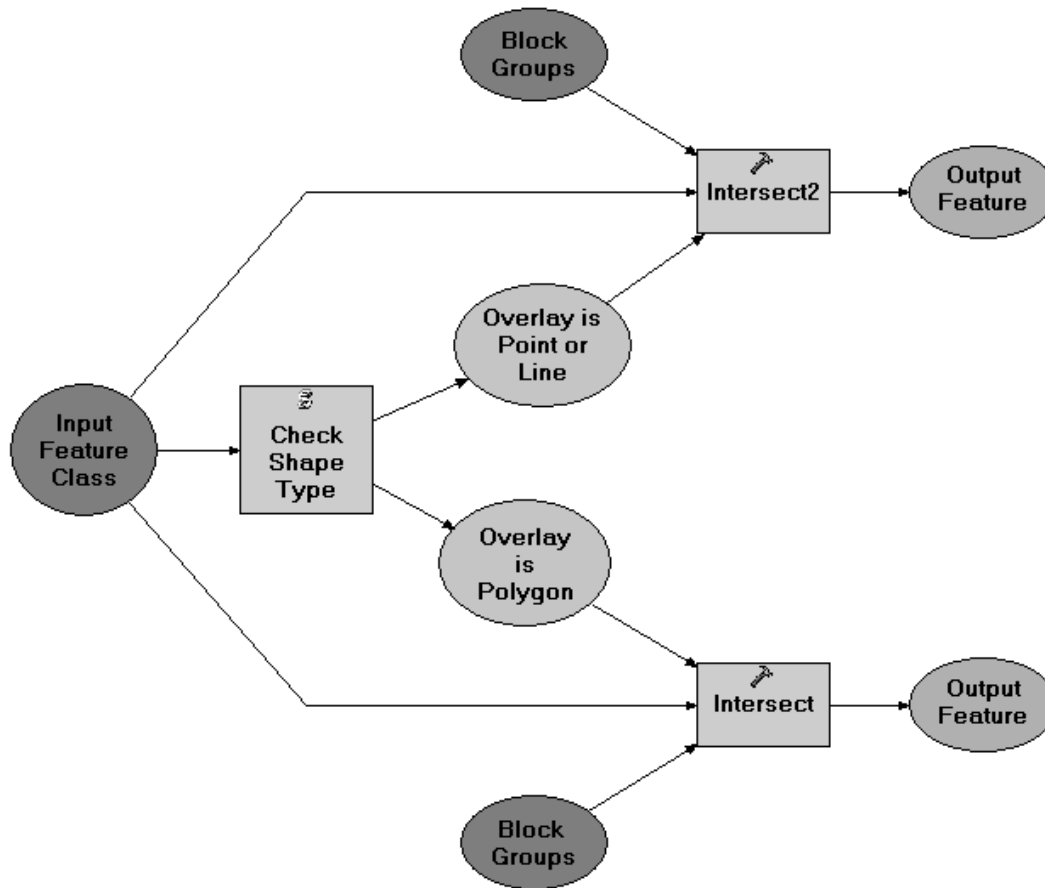 Block
Groups
Intersect2
Output
Feature
Overlay is
Point or
Line
Input
Feature
Class
Check
Shape
Type
Overlay
is
Polygon
Intersect
Output
Feature
Block
Groups